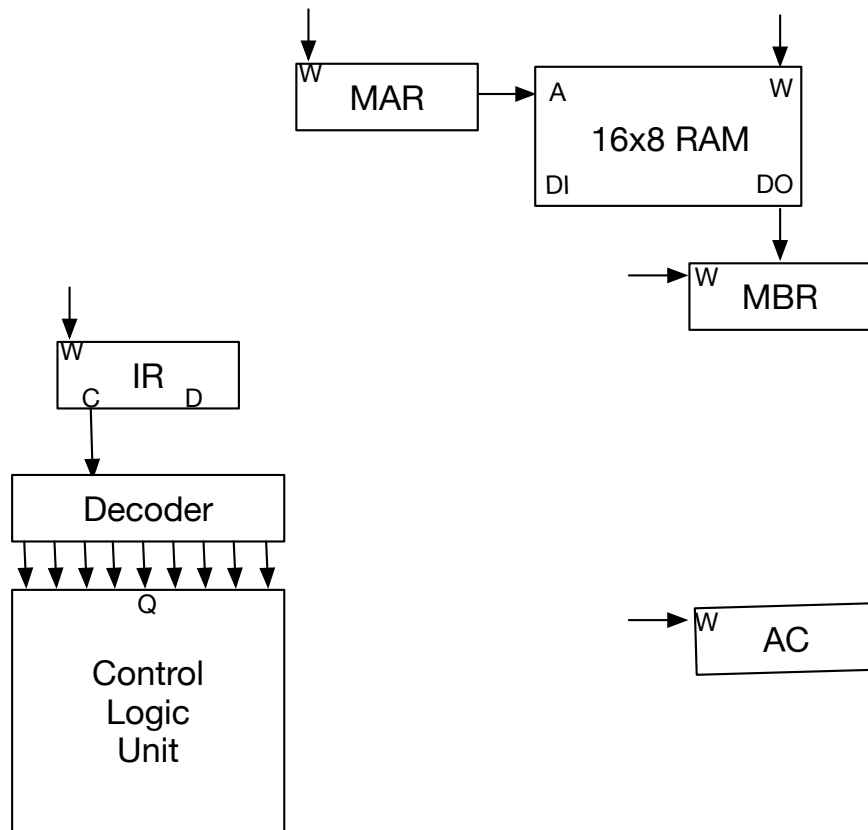 W
MAR
A
W
16x8 RAM
DI
DO
W
MBR
W
IR
C
D
Decoder
Q
Control
Logic
Unit
W
AC